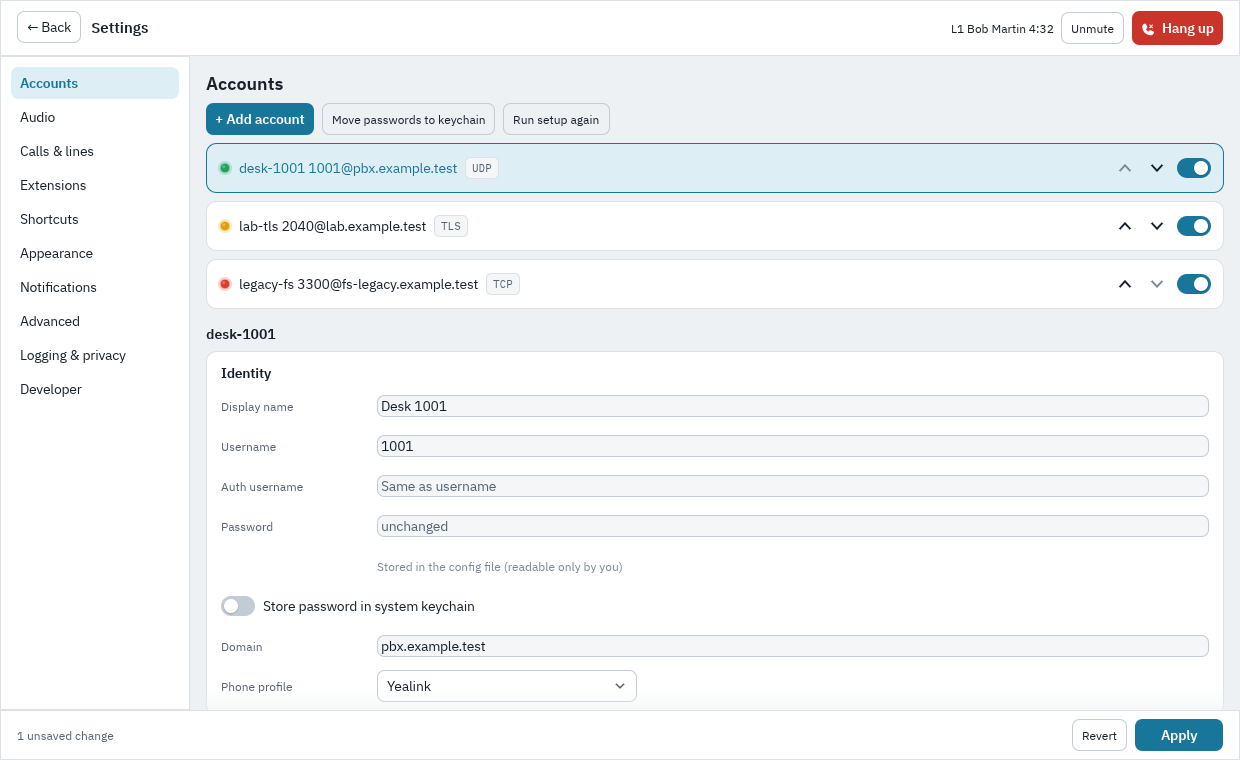 ← Back Settings L1 Bob Martin 4:32 Unmute Hang up
Accounts
Audio
Calls & lines
Extensions
Shortcuts
Appearance
Notifications
Advanced
Logging & privacy
Developer
Accounts
+ Add account Move passwords to keychain Run setup again
desk-1001 1001@pbx.example.test UDP
lab-tls 2040@lab.example.test TLS
legacy-fs 3300@fs-legacy.example.test TCP
desk-1001
Identity
Display name Desk 1001
Username 1001
Auth username Same as username
Password unchanged
Stored in the config file (readable only by you)
Store password in system keychain
Domain pbx.example.test
Phone profile Yealink
1 unsaved change Revert Apply